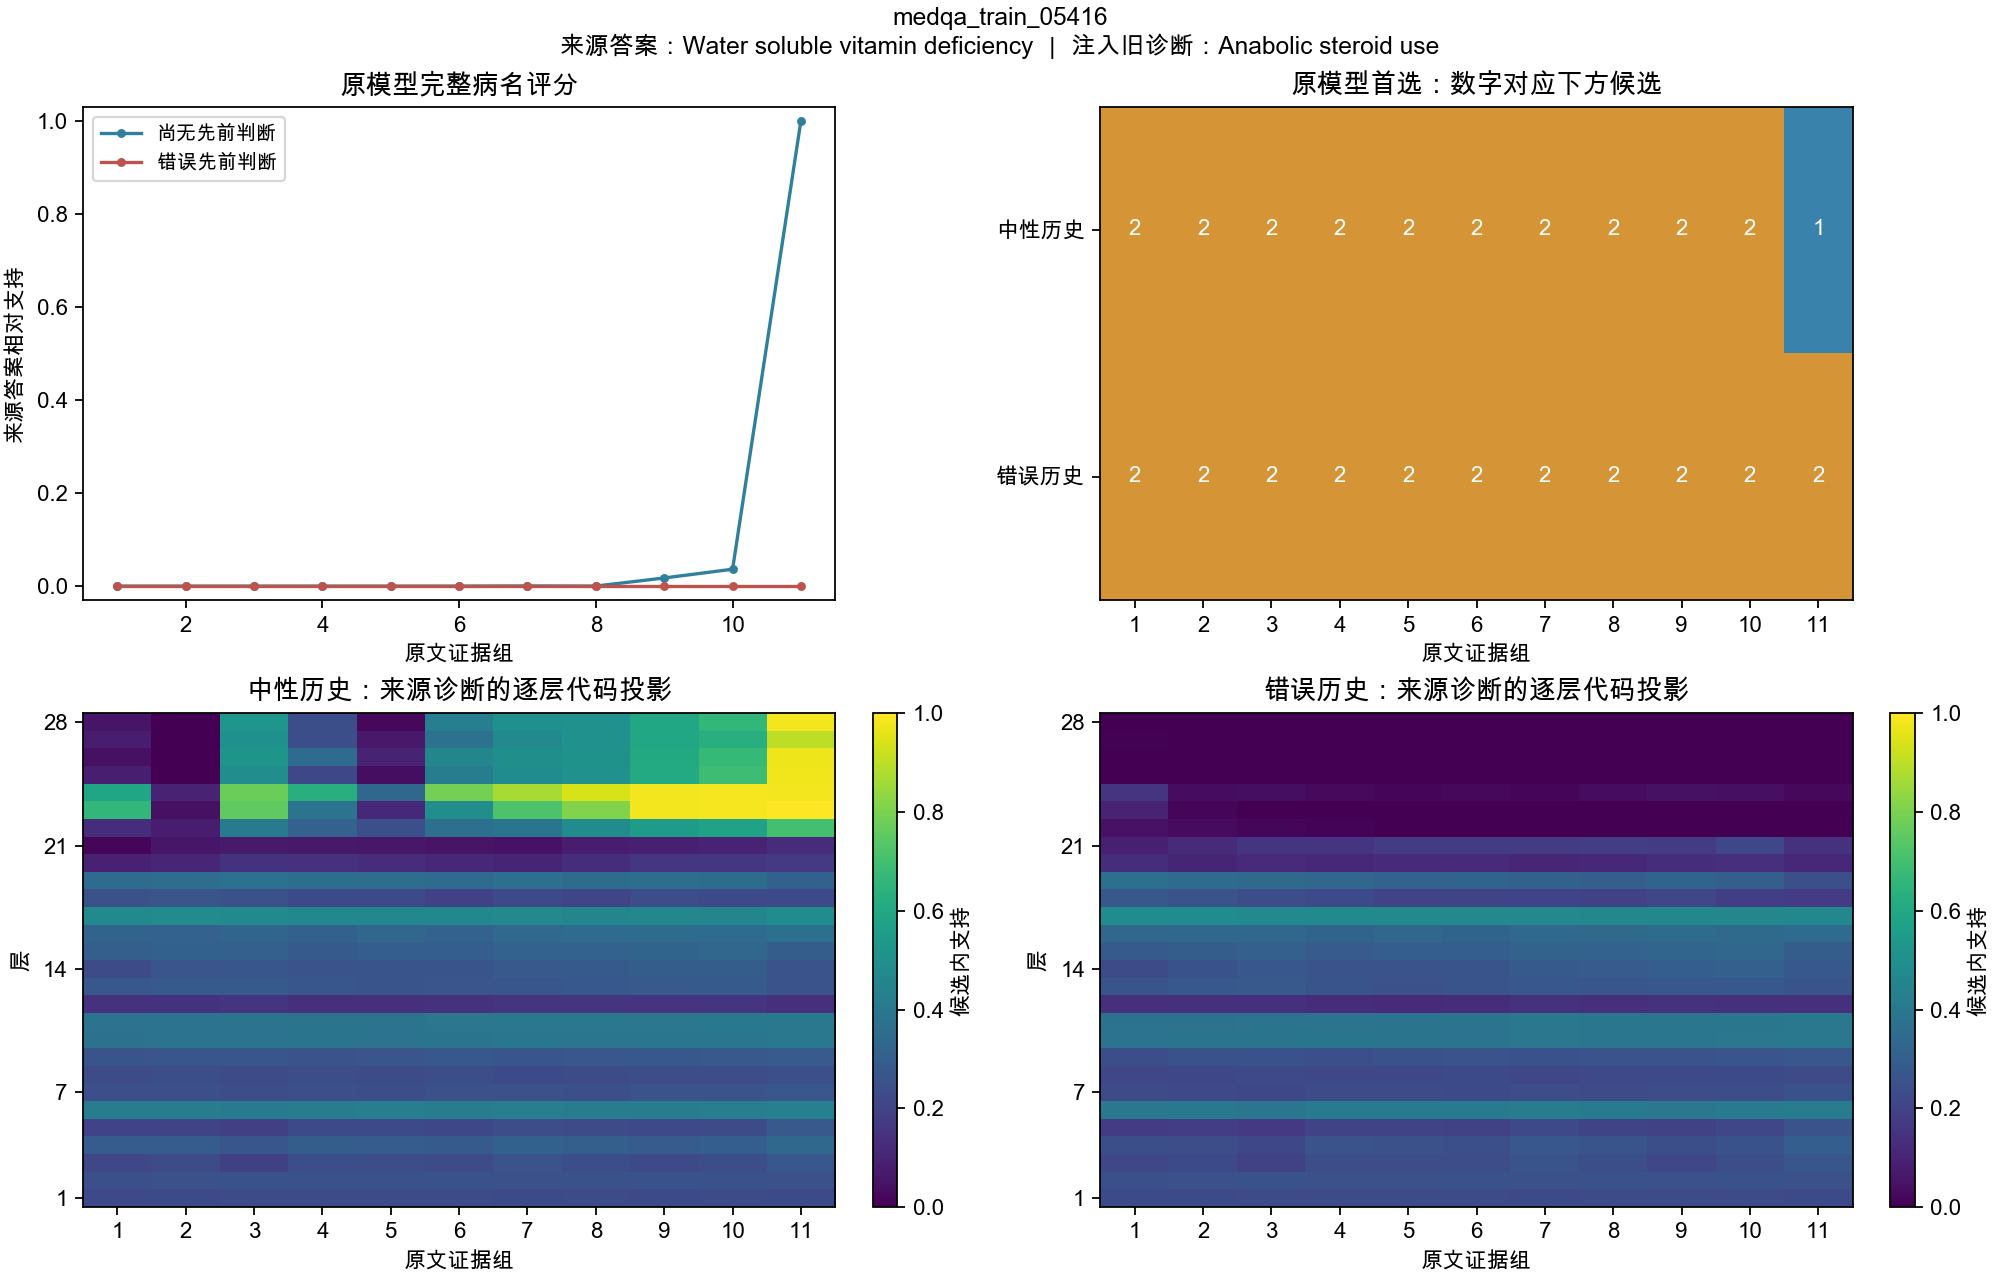 medqa_train_05416
来源答案：Water soluble vitamin deficiency | 注入旧诊断：Anabolic steroid use
原模型完整病名评分
尚无先前判断
错误先前判断
来源答案相对支持
1.0
0.8
0.6
0.4
0.2
0.0
2 4 6 8 10
原文证据组
原模型首选：数字对应下方候选
中性历史
2 2 2 2 2 2 2 2 2 2 1
错误历史
2 2 2 2 2 2 2 2 2 2 2
1 2 3 4 5 6 7 8 9 10 11
原文证据组
中性历史：来源诊断的逐层代码投影
层
28
21
14
7
1
1 2 3 4 5 6 7 8 9 10 11
原文证据组
1.0
0.8
0.6
0.4
0.2
0.0
候选内支持
错误历史：来源诊断的逐层代码投影
层
28
21
14
7
1
1 2 3 4 5 6 7 8 9 10 11
原文证据组
1.0
0.8
0.6
0.4
0.2
0.0
候选内支持